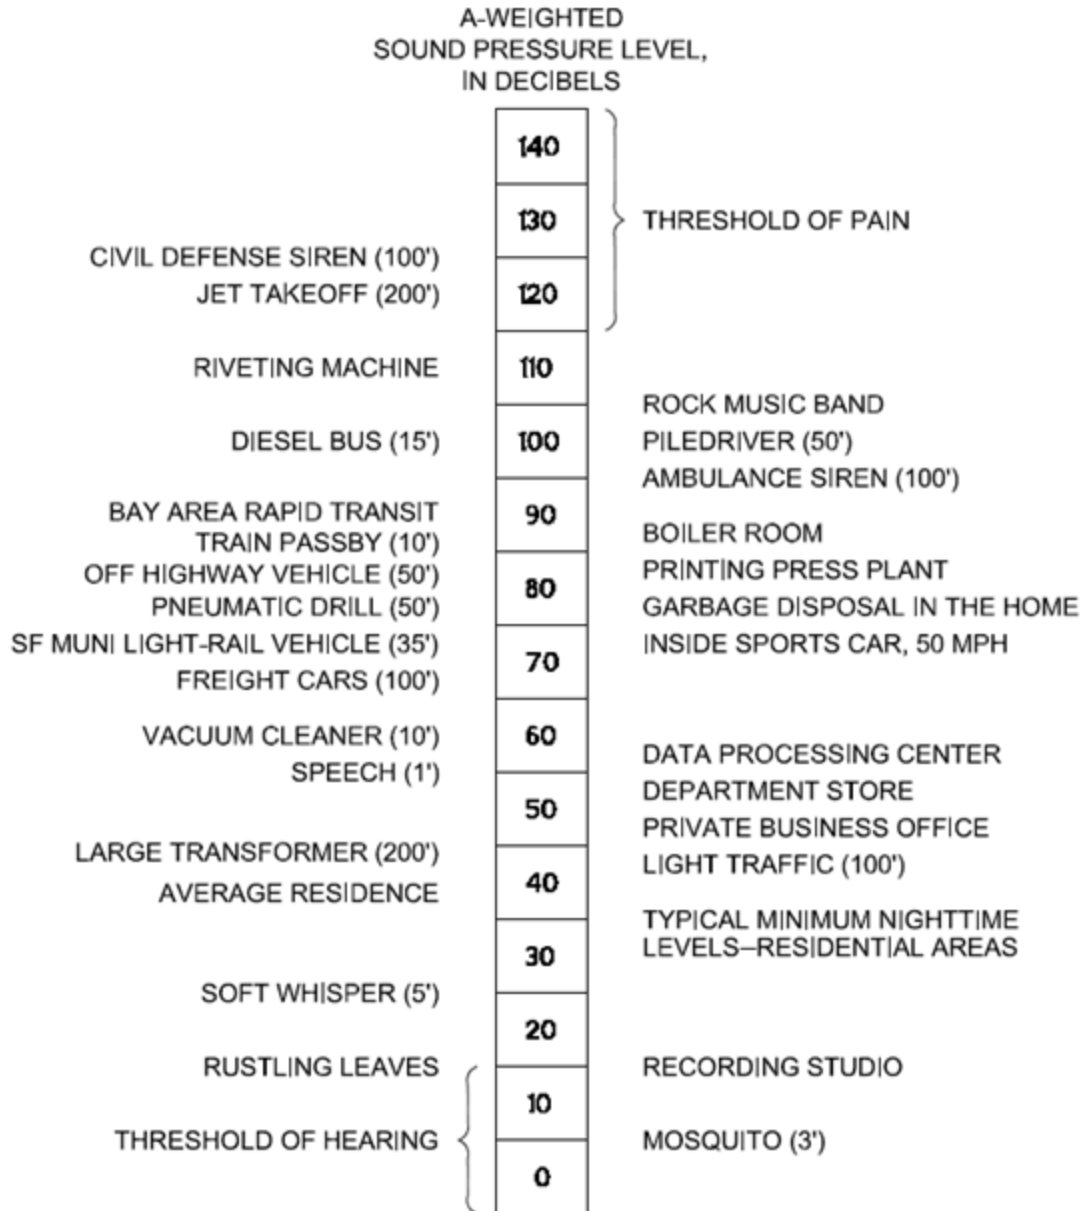 A-WEIGHTED
SOUND PRESSURE LEVEL,
IN DECIBELS
140
130
THRESHOLD OF PAIN
CIVIL DEFENSE SIREN (100')
JET TAKEOFF (200')
120
RIVETING MACHINE
110
ROCK MUSIC BAND
DIESEL BUS (15')
100
PILEDRIVER (50')
AMBULANCE SIREN (100')
BAY AREA RAPID TRANSIT
90
TRAIN PASSBY (10')
BOILER ROOM
OFF HIGHWAY VEHICLE (50')
PRINTING PRESS PLANT
80
PNEUMATIC DRILL (50')
GARBAGE DISPOSAL IN THE HOME
SF MUNI LIGHT-RAIL VEHICLE (35')
INSIDE SPORTS CAR, 50 MPH
70
FREIGHT CARS (100')
VACUUM CLEANER (10')
60
DATA PROCESSING CENTER
SPEECH (1')
DEPARTMENT STORE
50
PRIVATE BUSINESS OFFICE
LARGE TRANSFORMER (200')
LIGHT TRAFFIC (100')
40
AVERAGE RESIDENCE
TYPICAL MINIMUM NIGHTTIME
LEVELS–RESIDENTIAL AREAS
30
SOFT WHISPER (5')
20
RUSTLING LEAVES
RECORDING STUDIO
10
THRESHOLD OF HEARING
MOSQUITO (3')
0